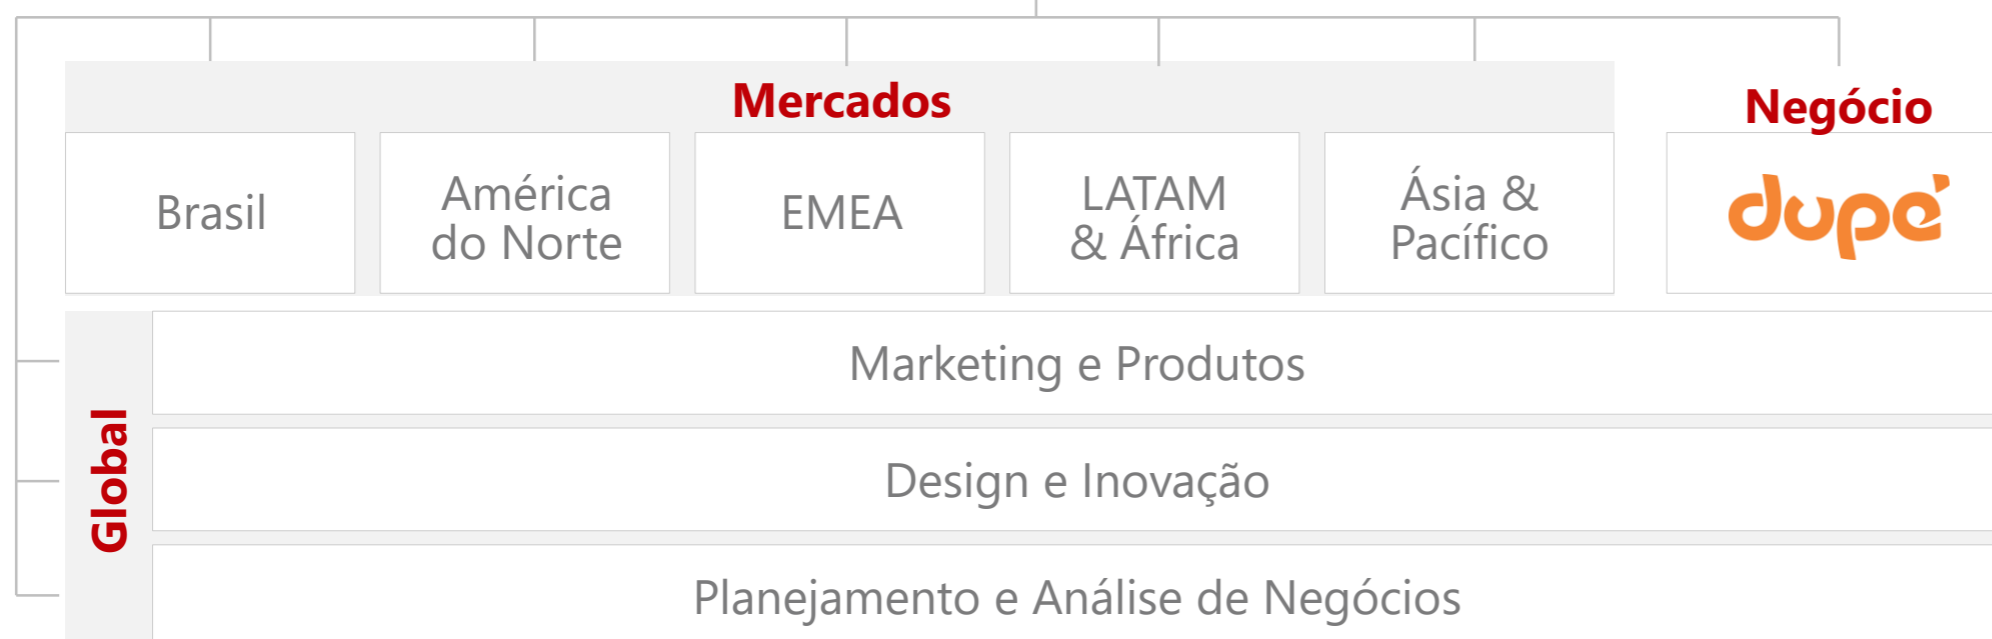 Mercados
Negócio
Brasil
América
do Norte
EMEA
LATAM
& África
Ásia &
Pacífico
dupé
Global
Marketing e Produtos
Design e Inovação
Planejamento e Análise de Negócios